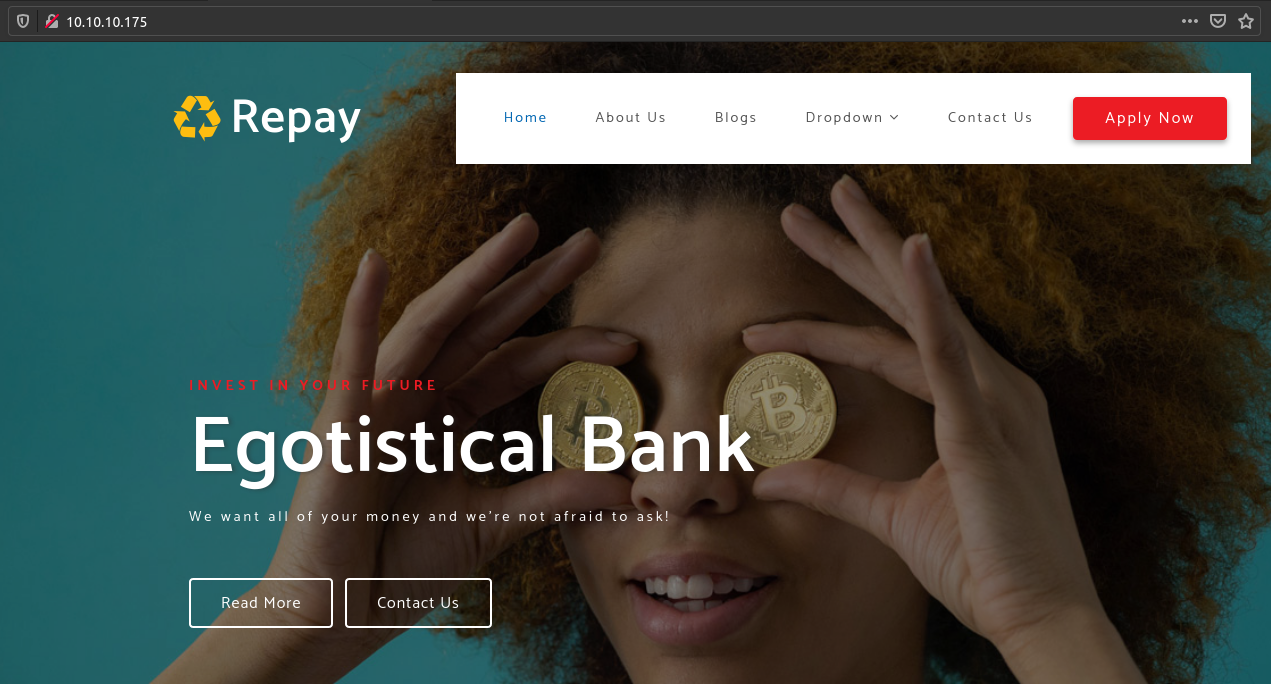 10.10.10.175
Repay
Home About Us Blogs Dropdown Contact Us Apply Now
INVEST IN YOUR FUTURE
Egotistical Bank
We want all of your money and we're not afraid to ask!
Read More Contact Us